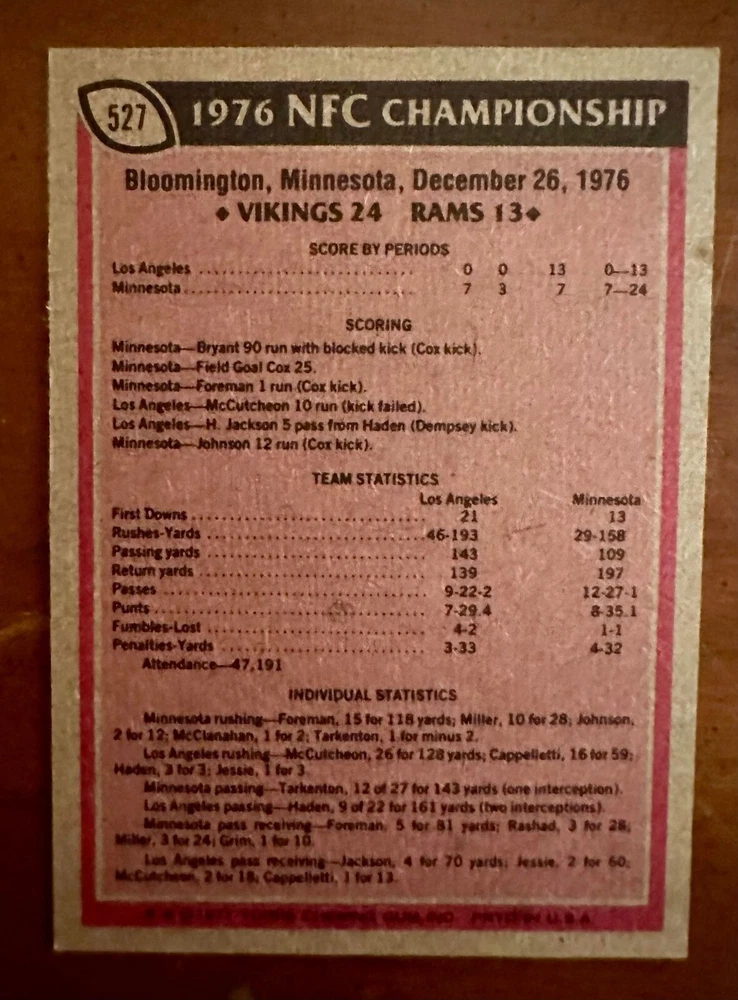 527
1976 NFC CHAMPIONSHIP
Bloomington, Minnesota, December 26, 1976
◆ VIKINGS 24 RAMS 13 ◆
SCORE BY PERIODS
Los Angeles ........................... 0 0 13 0—13
Minnesota ............................. 7 3 7 7—24
SCORING
Minnesota—Bryant 90 run with blocked kick (Cox kick).
Minnesota—Field Goal Cox 25.
Minnesota—Foreman 1 run (Cox kick).
Los Angeles—McCutcheon 10 run (kick failed).
Los Angeles—H. Jackson 5 pass from Haden (Dempsey kick).
Minnesota—Johnson 12 run (Cox kick).
TEAM STATISTICS
Los Angeles Minnesota
First Downs ............................... 21 13
Rushes-Yards ............................. 46-193 29-158
Passing yards ............................. 143 109
Return yards .............................. 139 197
Passes .................................... 9-22-2 12-27-1
Punts ..................................... 7-29.4 8-35.1
Fumbles-Lost .............................. 4-2 1-1
Penalties-Yards ........................... 3-33 4-32
Attendance—47,191
INDIVIDUAL STATISTICS
Minnesota rushing—Foreman, 15 for 118 yards; Miller, 10 for 28; Johnson,
2 for 12; McClanahan, 1 for 2; Tarkenton, 1 for minus 2.
Los Angeles rushing—McCutcheon, 26 for 128 yards; Cappelletti, 16 for 59;
Haden, 3 for 3; Jessie, 1 for 3.
Minnesota passing—Tarkenton, 12 of 27 for 143 yards (one interception).
Los Angeles passing—Haden, 9 of 22 for 161 yards (two interceptions).
Minnesota pass receiving—Foreman, 5 for 81 yards; Rashad, 3 for 28;
Miller, 3 for 24; Grim, 1 for 10.
Los Angeles pass receiving—Jackson, 4 for 70 yards; Jessie, 2 for 60;
McCutcheon, 2 for 18; Cappelletti, 1 for 13.
CHEWING GUM, INC. PRTD. IN U.S.A.